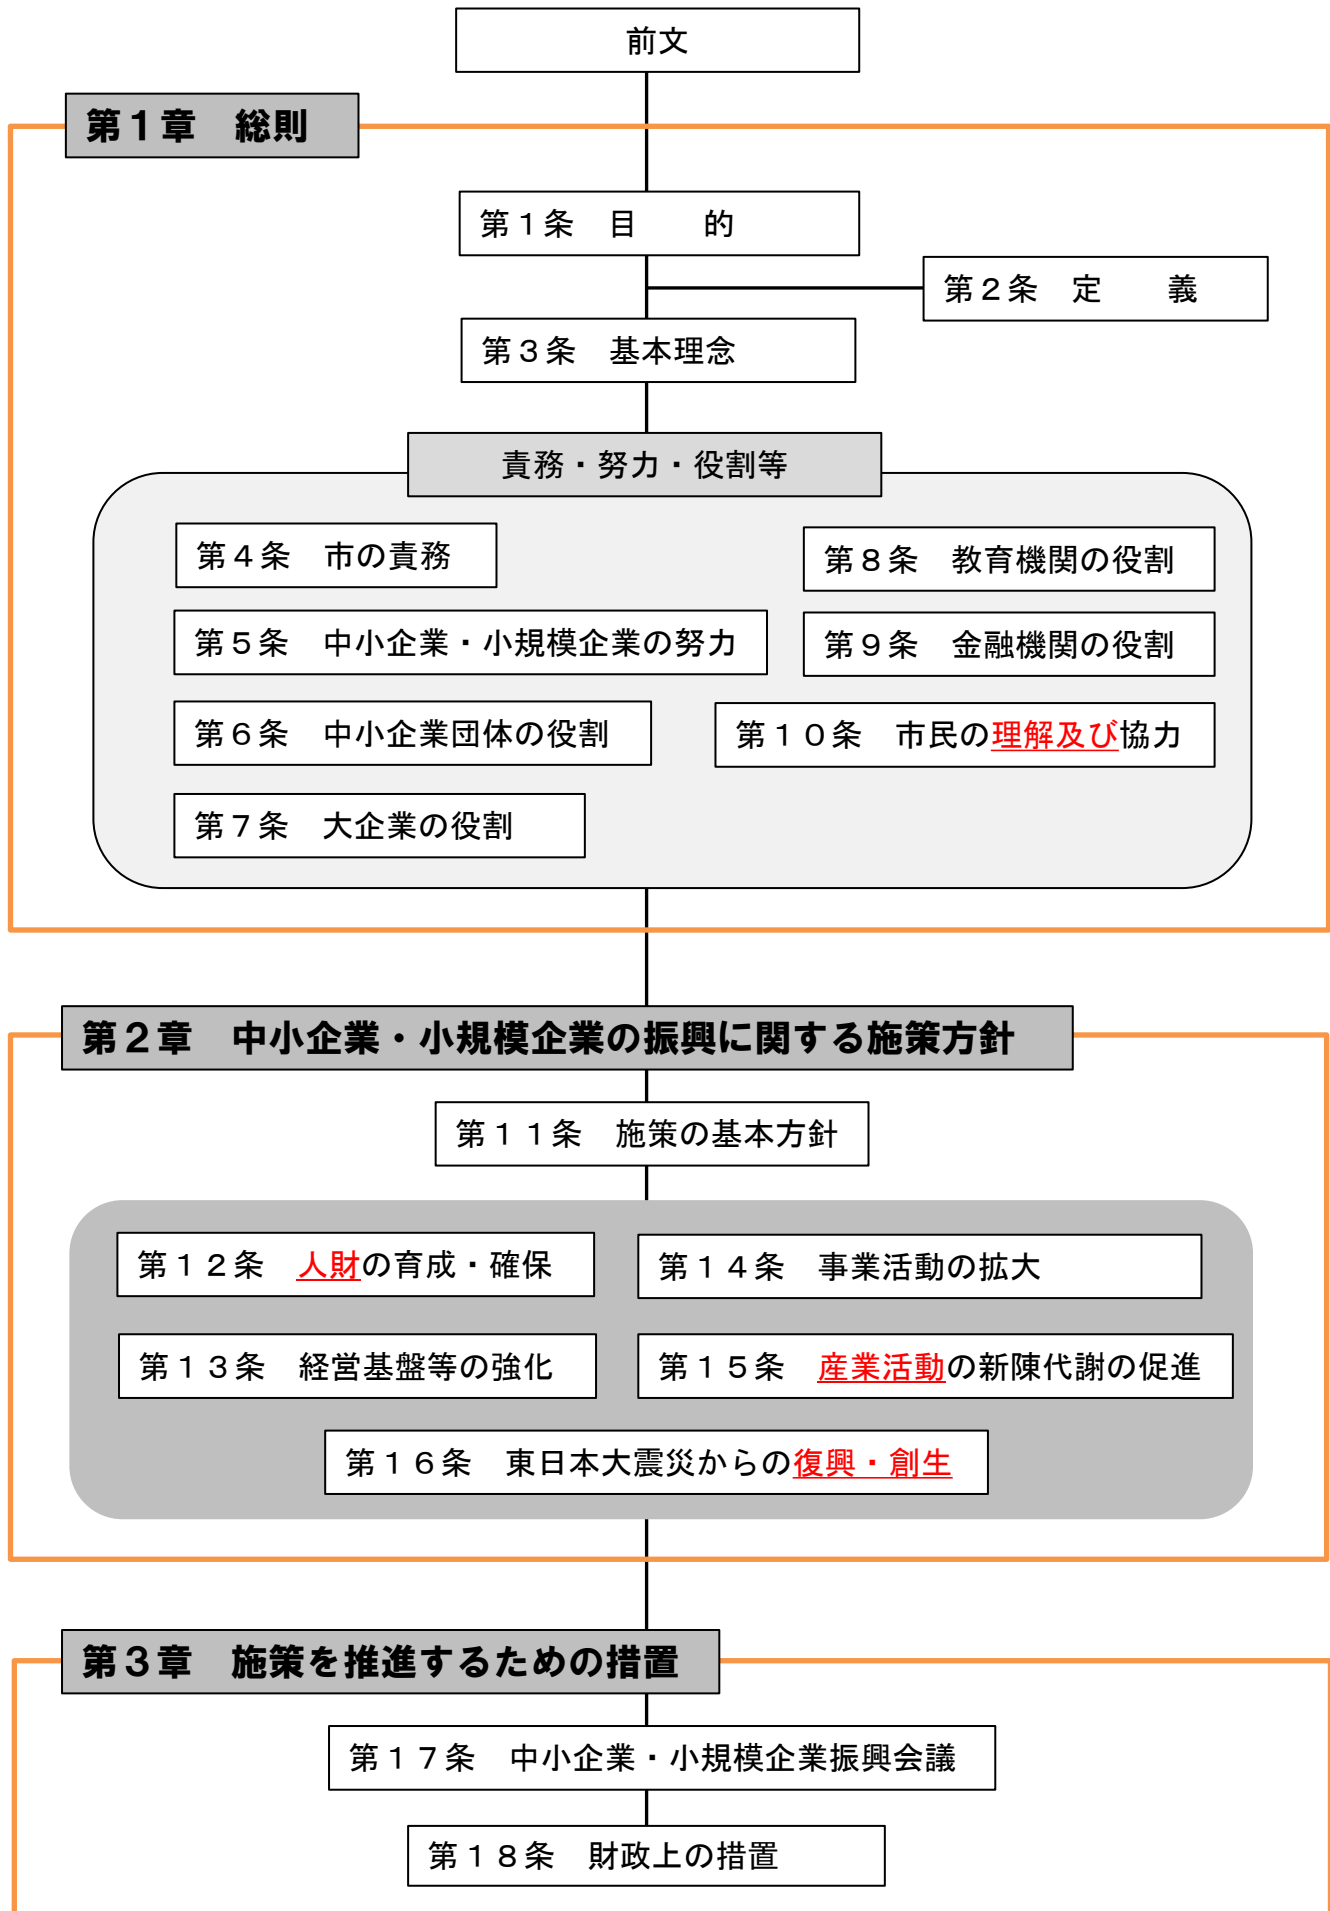 前文
第１章　総則
第１条　目　　的
第２条　定　　義
第３条　基本理念
責務・努力・役割等
第４条　市の責務
第５条　中小企業・小規模企業の努力
第６条　中小企業団体の役割
第７条　大企業の役割
第８条　教育機関の役割
第９条　金融機関の役割
第１０条　市民の理解及び協力
第２章　中小企業・小規模企業の振興に関する施策方針
第１１条　施策の基本方針
第１２条　人財の育成・確保
第１３条　経営基盤等の強化
第１４条　事業活動の拡大
第１５条　産業活動の新陳代謝の促進
第１６条　東日本大震災からの復興・創生
第３章　施策を推進するための措置
第１７条　中小企業・小規模企業振興会議
第１８条　財政上の措置